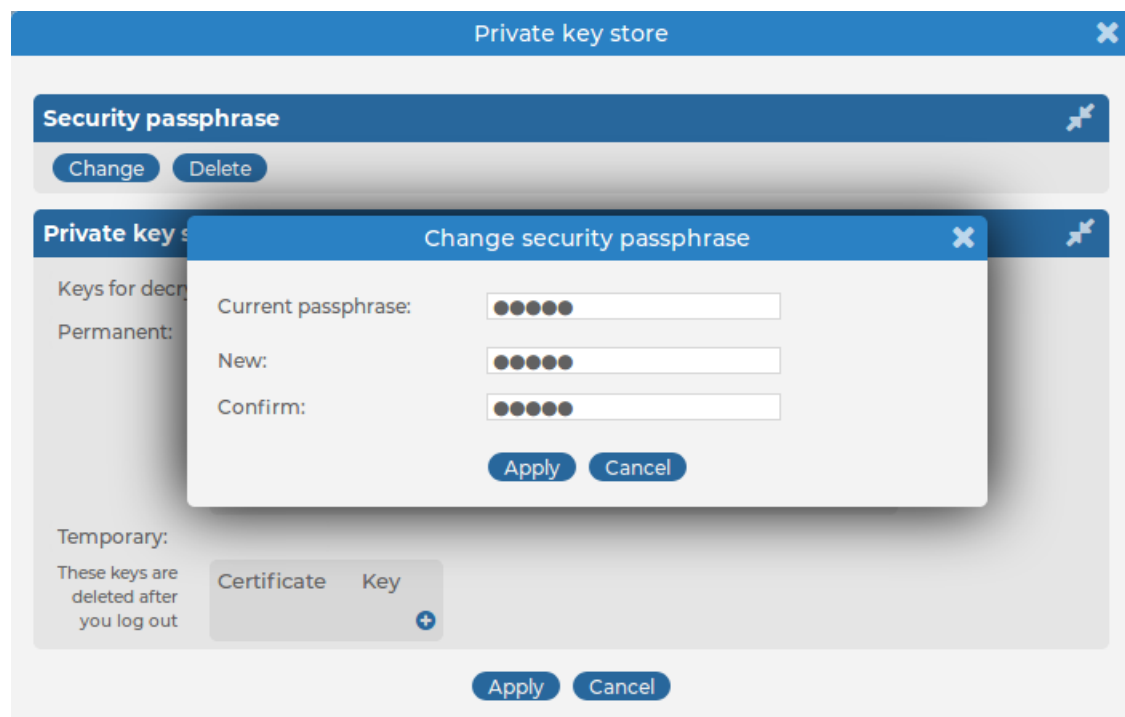 Private key store
Security passphrase
Change Delete
Private key s
Change security passphrase
Keys for decr
Current passphrase: ●●●●●
Permanent:
New: ●●●●●
Confirm: ●●●●●
Apply Cancel
Temporary:
These keys are
deleted after
you log out
Certificate Key
Apply Cancel